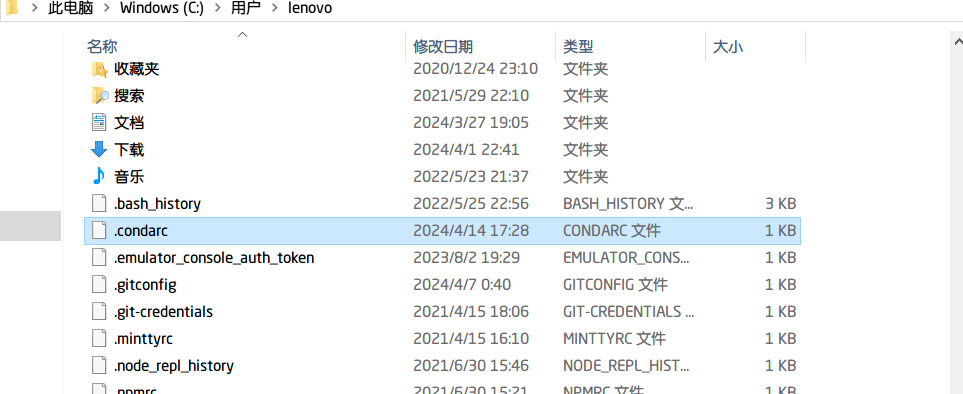 此电脑 Windows (C:) 用户 lenovo
名称 修改日期 类型 大小
收藏夹 2020/12/24 23:10 文件夹
搜索 2021/5/29 22:10 文件夹
文档 2024/3/27 19:05 文件夹
下载 2024/4/1 22:41 文件夹
音乐 2022/5/23 21:37 文件夹
.bash_history 2022/5/25 22:56 BASH_HISTORY 文... 3 KB
.condarc 2024/4/14 17:28 CONDARC 文件 1 KB
.emulator_console_auth_token 2023/8/2 19:29 EMULATOR_CONS... 1 KB
.gitconfig 2024/4/7 0:40 GITCONFIG 文件 1 KB
.git-credentials 2021/4/15 18:06 GIT-CREDENTIALS ... 1 KB
.minttyrc 2021/4/15 16:10 MINTTYRC 文件 1 KB
.node_repl_history 2021/6/30 15:46 NODE_REPL_HIST... 1 KB
.npmrc 2021/6/30 15:21 NPMRC 文件 1 KB